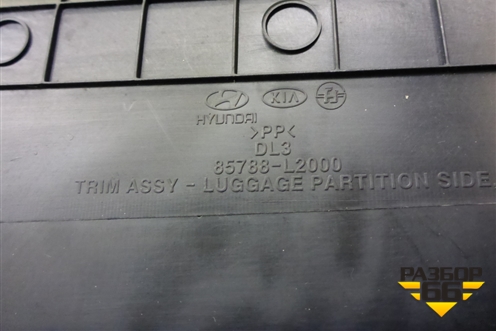 HYUNDAI KIA
>PP<
DL3
85788-L2000
TRIM ASSY - LUGGAGE PARTITION SIDE
РАЗБОР
66